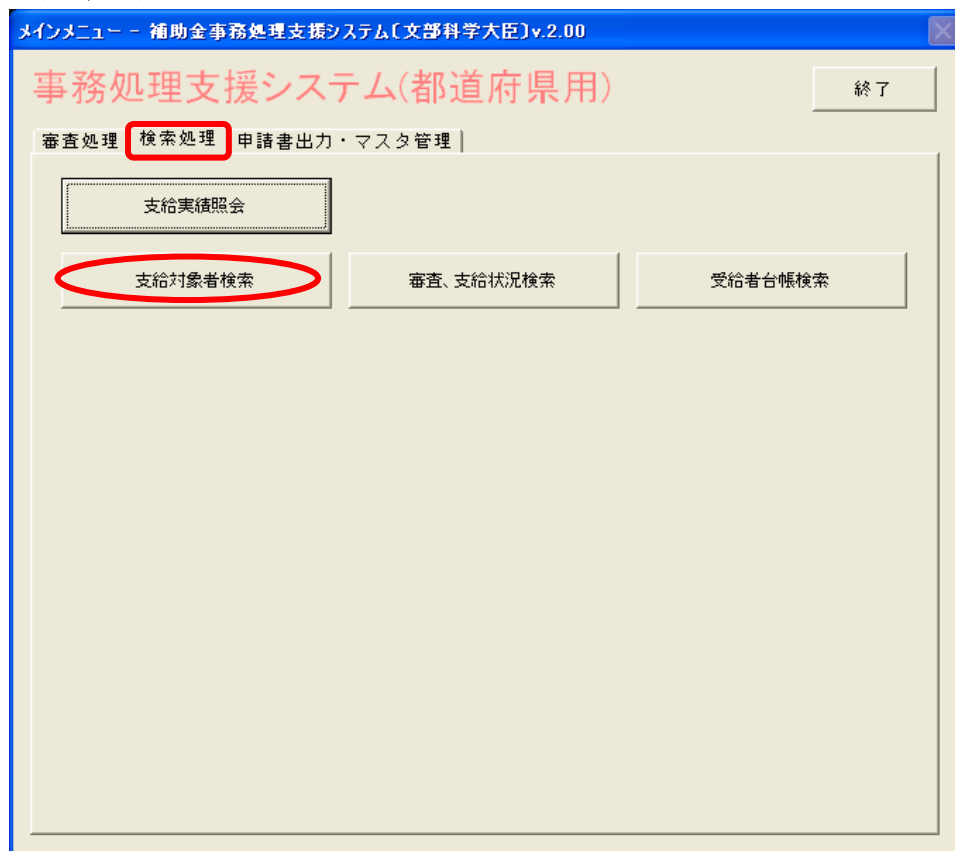 メインメニュー - 補助金事務処理支援システム〔文部科学大臣〕v.2.00
事務処理支援システム(都道府県用)
終了
審査処理 検索処理 申請書出力・マスタ管理
支給実績照会
支給対象者検索 審査、支給状況検索 受給者台帳検索